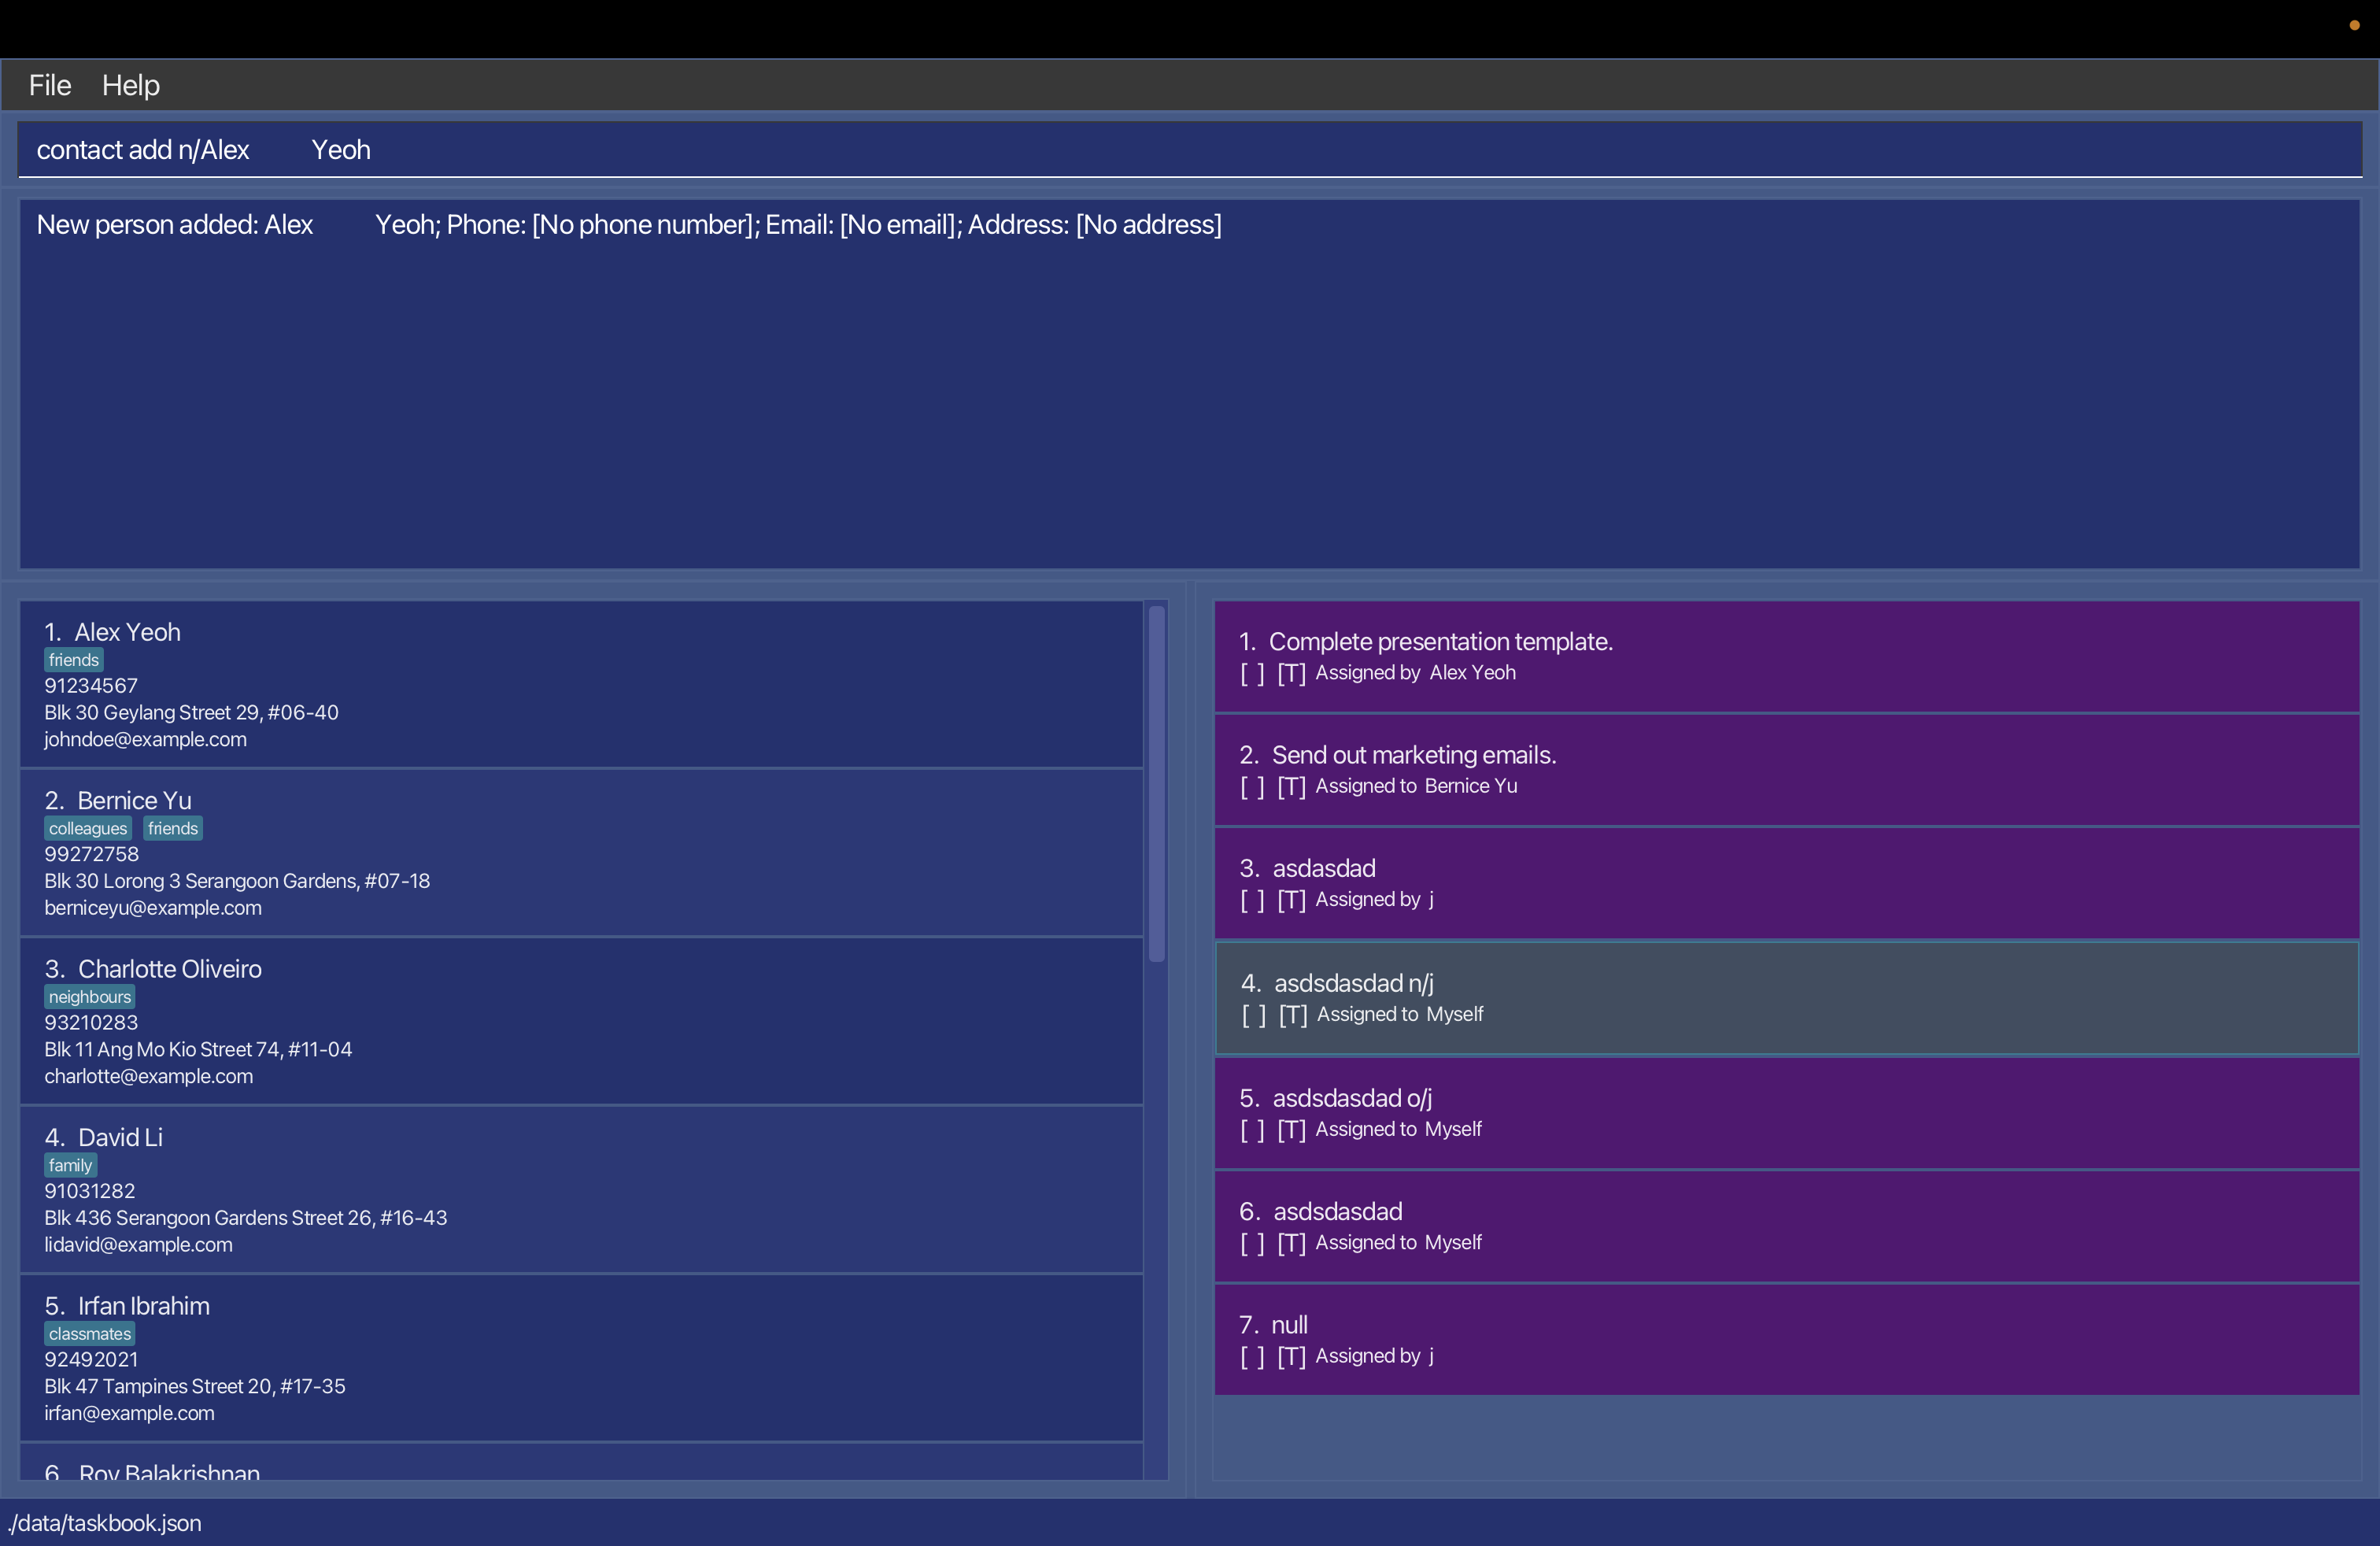 File Help
contact add n/Alex        Yeoh
New person added: Alex        Yeoh; Phone: [No phone number]; Email: [No email]; Address: [No address]
1. Alex Yeoh
friends
91234567
Blk 30 Geylang Street 29, #06-40
johndoe@example.com
2. Bernice Yu
colleagues friends
99272758
Blk 30 Lorong 3 Serangoon Gardens, #07-18
berniceyu@example.com
3. Charlotte Oliveiro
neighbours
93210283
Blk 11 Ang Mo Kio Street 74, #11-04
charlotte@example.com
4. David Li
family
91031282
Blk 436 Serangoon Gardens Street 26, #16-43
lidavid@example.com
5. Irfan Ibrahim
classmates
92492021
Blk 47 Tampines Street 20, #17-35
irfan@example.com
6. Roy Balakrishnan
1. Complete presentation template.
[ ] [T] Assigned by Alex Yeoh
2. Send out marketing emails.
[ ] [T] Assigned to Bernice Yu
3. asdasdad
[ ] [T] Assigned by j
4. asdsdasdad n/j
[ ] [T] Assigned to Myself
5. asdsdasdad o/j
[ ] [T] Assigned to Myself
6. asdsdasdad
[ ] [T] Assigned to Myself
7. null
[ ] [T] Assigned by j
./data/taskbook.json